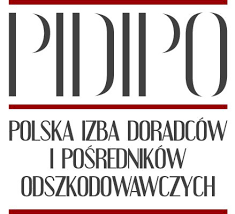 PIDIPO
POLSKA IZBA DORADCÓW
I POŚREDNIKÓW
ODSZKODOWAWCZYCH